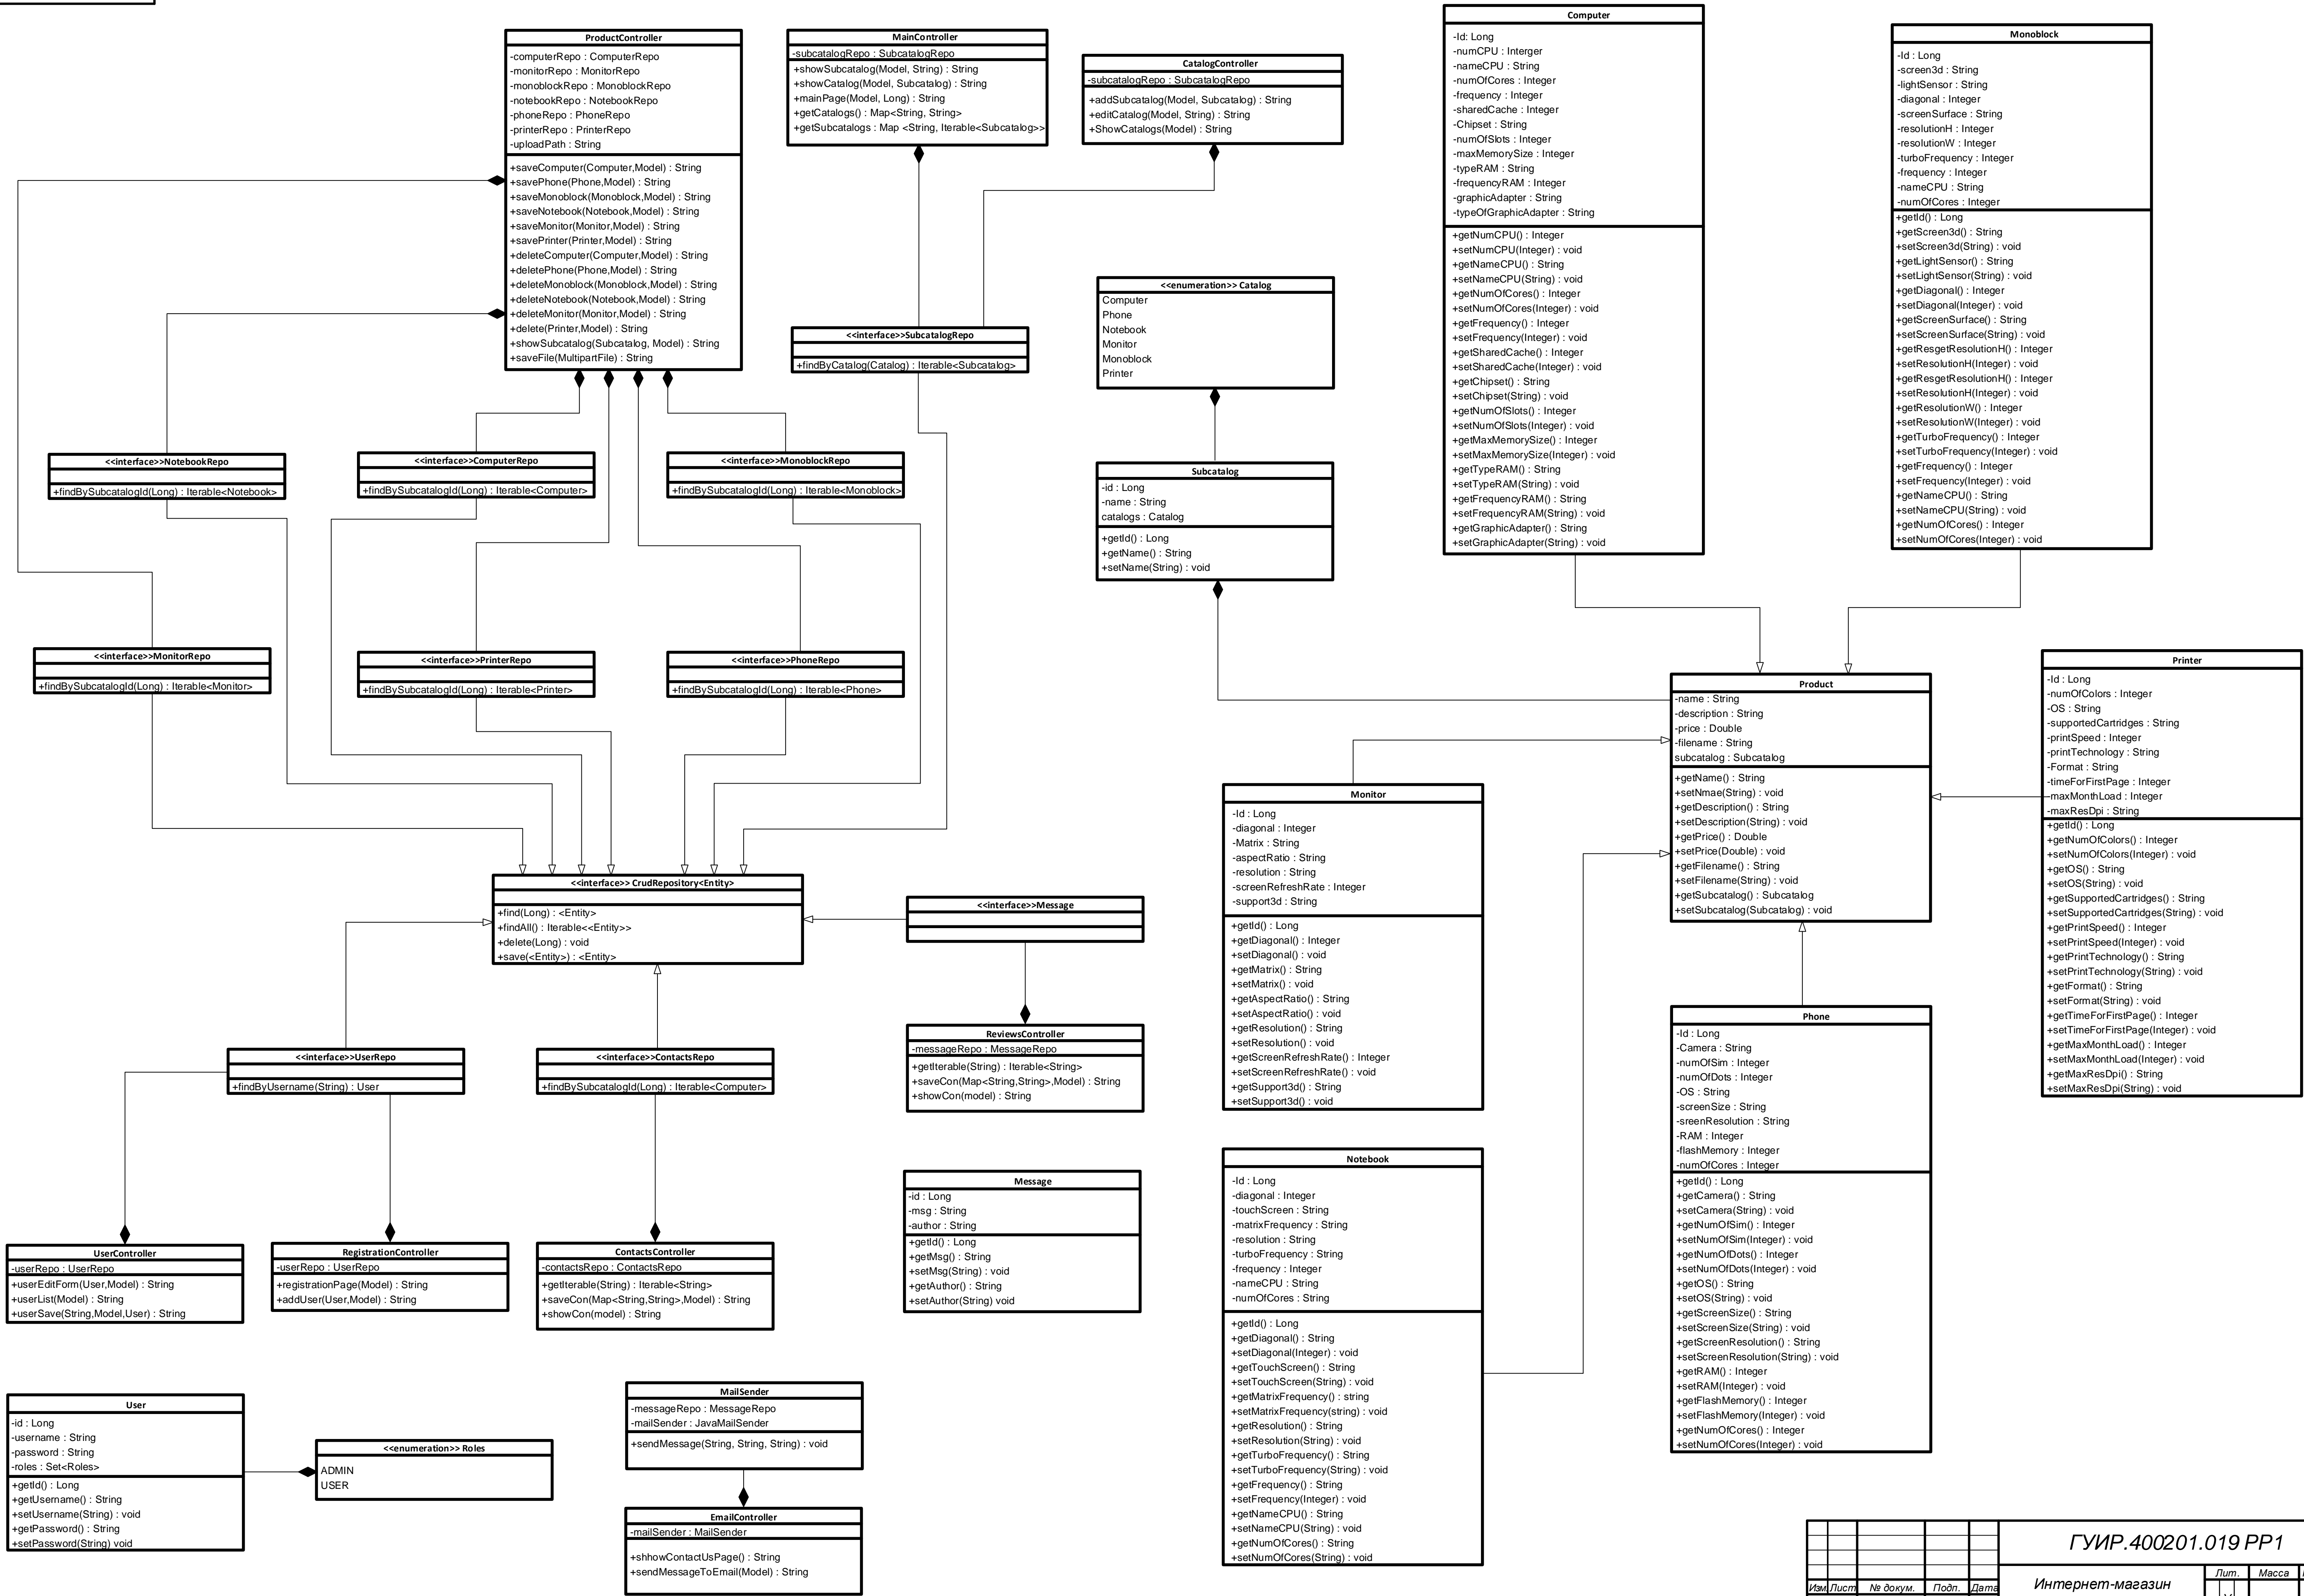 ProductController
-computerRepo : ComputerRepo
-monitorRepo : MonitorRepo
-monoblockRepo : MonoblockRepo
-notebookRepo : NotebookRepo
-phoneRepo : PhoneRepo
-printerRepo : PrinterRepo
-uploadPath : String
+saveComputer(Computer,Model) : String
+savePhone(Phone,Model) : String
+saveMonoblock(Monoblock,Model) : String
+saveNotebook(Notebook,Model) : String
+saveMonitor(Monitor,Model) : String
+savePrinter(Printer,Model) : String
+deleteComputer(Computer,Model) : String
+deletePhone(Phone,Model) : String
+deleteMonoblock(Monoblock,Model) : String
+deleteNotebook(Notebook,Model) : String
+deleteMonitor(Monitor,Model) : String
+delete(Printer,Model) : String
+showSubcatalog(Subcatalog, Model) : String
+saveFile(MultipartFile) : String
MainController
-subcatalogRepo : SubcatalogRepo
+showSubcatalog(Model, String) : String
+showCatalog(Model, Subcatalog) : String
+mainPage(Model, Long) : String
+getCatalogs() : Map<String, String>
+getSubcatalogs : Map <String, Iterable<Subcatalog>>
CatalogController
-subcatalogRepo : SubcatalogRepo
+addSubcatalog(Model, Subcatalog) : String
+editCatalog(Model, String) : String
+ShowCatalogs(Model) : String
Computer
-Id: Long
-numCPU : Interger
-nameCPU : String
-numOfCores : Integer
-frequency : Integer
-sharedCache : Integer
-Chipset : String
-numOfSlots : Integer
-maxMemorySize : Integer
-typeRAM : String
-frequencyRAM : Integer
-graphicAdapter : String
-typeOfGraphicAdapter : String
+getNumCPU() : Integer
+setNumCPU(Integer) : void
+getNameCPU() : String
+setNameCPU(String) : void
+getNumOfCores() : Integer
+setNumOfCores(Integer) : void
+getFrequency() : Integer
+setFrequency(Integer) : void
+getSharedCache() : Integer
+setSharedCache(Integer) : void
+getChipset() : String
+setChipset(String) : void
+getNumOfSlots() : Integer
+setNumOfSlots(Integer) : void
+getMaxMemorySize() : Integer
+setMaxMemorySize(Integer) : void
+getTypeRAM() : String
+setTypeRAM(String) : void
+getFrequencyRAM() : String
+setFrequencyRAM(String) : void
+getGraphicAdapter() : String
+setGraphicAdapter(String) : void
Monoblock
-Id : Long
-screen3d : String
-lightSensor : String
-diagonal : Integer
-screenSurface : String
-resolutionH : Integer
-resolutionW : Integer
-turboFrequency : Integer
-frequency : Integer
-nameCPU : String
-numOfCores : Integer
+getId() : Long
+getScreen3d() : String
+setScreen3d(String) : void
+getLightSensor() : String
+setLightSensor(String) : void
+getDiagonal() : Integer
+setDiagonal(Integer) : void
+getScreenSurface() : String
+setScreenSurface(String) : void
+getResgetResolutionH() : Integer
+setResolutionH(Integer) : void
+getResgetResolutionH() : Integer
+setResolutionH(Integer) : void
+getResolutionW() : Integer
+setResolutionW(Integer) : void
+getTurboFrequency() : Integer
+setTurboFrequency(Integer) : void
+getFrequency() : Integer
+setFrequency(Integer) : void
+getNameCPU() : String
+setNameCPU(String) : void
+getNumOfCores() : Integer
+setNumOfCores(Integer) : void
<<enumeration>> Catalog
Computer
Phone
Notebook
Monitor
Monoblock
Printer
<<interface>>SubcatalogRepo
+findByCatalog(Catalog) : Iterable<Subcatalog>
<<interface>>NotebookRepo
+findBySubcatalogId(Long) : Iterable<Notebook>
<<interface>>ComputerRepo
+findBySubcatalogId(Long) : Iterable<Computer>
<<interface>>MonoblockRepo
+findBySubcatalogId(Long) : Iterable<Monoblock>
Subcatalog
-id : Long
-name : String
catalogs : Catalog
+getId() : Long
+getName() : String
+setName(String) : void
<<interface>>MonitorRepo
+findBySubcatalogId(Long) : Iterable<Monitor>
<<interface>>PrinterRepo
+findBySubcatalogId(Long) : Iterable<Printer>
<<interface>>PhoneRepo
+findBySubcatalogId(Long) : Iterable<Phone>
Product
-name : String
-description : String
-price : Double
-filename : String
subcatalog : Subcatalog
+getName() : String
+setNmae(String) : void
+getDescription() : String
+setDescription(String) : void
+getPrice() : Double
+setPrice(Double) : void
+getFilename() : String
+setFilename(String) : void
+getSubcatalog() : Subcatalog
+setSubcatalog(Subcatalog) : void
Printer
-Id : Long
-numOfColors : Integer
-OS : String
-supportedCartridges : String
-printSpeed : Integer
-printTechnology : String
-Format : String
-timeForFirstPage : Integer
-maxMonthLoad : Integer
-maxResDpi : String
+getId() : Long
+getNumOfColors() : Integer
+setNumOfColors(Integer) : void
+getOS() : String
+setOS(String) : void
+getSupportedCartridges() : String
+setSupportedCartridges(String) : void
+getPrintSpeed() : Integer
+setPrintSpeed(Integer) : void
+getPrintTechnology() : String
+setPrintTechnology(String) : void
+getFormat() : String
+setFormat(String) : void
+getTimeForFirstPage() : Integer
+setTimeForFirstPage(Integer) : void
+getMaxMonthLoad() : Integer
+setMaxMonthLoad(Integer) : void
+getMaxResDpi() : String
+setMaxResDpi(String) : void
Monitor
-Id : Long
-diagonal : Integer
-Matrix : String
-aspectRatio : String
-resolution : String
-screenRefreshRate : Integer
-support3d : String
+getId() : Long
+getDiagonal() : Integer
+setDiagonal() : void
+getMatrix() : String
+setMatrix() : void
+getAspectRatio() : String
+setAspectRatio() : void
+getResolution() : String
+setResolution() : void
+getScreenRefreshRate() : Integer
+setScreenRefreshRate() : void
+getSupport3d() : String
+setSupport3d() : void
<<interface>> CrudRepository<Entity>
+find(Long) : <Entity>
+findAll() : Iterable<<Entity>>
+delete(Long) : void
+save(<Entity>) : <Entity>
<<interface>>Message
ReviewsController
-messageRepo : MessageRepo
+getIterable(String) : Iterable<String>
+saveCon(Map<String,String>,Model) : String
+showCon(model) : String
<<interface>>UserRepo
+findByUsername(String) : User
<<interface>>ContactsRepo
+findBySubcatalogId(Long) : Iterable<Computer>
Phone
-Id : Long
-Camera : String
-numOfSim : Integer
-numOfDots : Integer
-OS : String
-screenSize : String
-sreenResolution : String
-RAM : Integer
-flashMemory : Integer
-numOfCores : Integer
+getId() : Long
+getCamera() : String
+setCamera(String) : void
+getNumOfSim() : Integer
+setNumOfSim(Integer) : void
+getNumOfDots() : Integer
+setNumOfDots(Integer) : void
+getOS() : String
+setOS(String) : void
+getScreenSize() : String
+setScreenSize(String) : void
+getScreenResolution() : String
+setScreenResolution(String) : void
+getRAM() : Integer
+setRAM(Integer) : void
+getFlashMemory() : Integer
+setFlashMemory(Integer) : void
+getNumOfCores() : Integer
+setNumOfCores(Integer) : void
Notebook
-Id : Long
-diagonal : Integer
-touchScreen : String
-matrixFrequency : String
-resolution : String
-turboFrequency : String
-frequency : Integer
-nameCPU : String
-numOfCores : String
+getId() : Long
+getDiagonal() : String
+setDiagonal(Integer) : void
+getTouchScreen() : String
+setTouchScreen(String) : void
+getMatrixFrequency() : string
+setMatrixFrequency(string) : void
+getResolution() : String
+setResolution(String) : void
+getTurboFrequency() : String
+setTurboFrequency(String) : void
+getFrequency() : String
+setFrequency(Integer) : void
+getNameCPU() : String
+setNameCPU(String) : void
+getNumOfCores() : String
+setNumOfCores(String) : void
Message
-id : Long
-msg : String
-author : String
+getId() : Long
+getMsg() : String
+setMsg(String) : void
+getAuthor() : String
+setAuthor(String) void
UserController
-userRepo : UserRepo
+userEditForm(User,Model) : String
+userList(Model) : String
+userSave(String,Model,User) : String
RegistrationController
-userRepo : UserRepo
+registrationPage(Model) : String
+addUser(User,Model) : String
ContactsController
-contactsRepo : ContactsRepo
+getIterable(String) : Iterable<String>
+saveCon(Map<String,String>,Model) : String
+showCon(model) : String
User
-id : Long
-username : String
-password : String
-roles : Set<Roles>
+getId() : Long
+getUsername() : String
+setUsername(String) : void
+getPassword() : String
+setPassword(String) void
<<enumeration>> Roles
ADMIN
USER
MailSender
-messageRepo : MessageRepo
-mailSender : JavaMailSender
+sendMessage(String, String, String) : void
EmailController
-mailSender : MailSender
+shhowContactUsPage() : String
+sendMessageToEmail(Model) : String
ГУИР.400201.019 РР1
Изм. Лист № докум. Подп. Дата
Интернет-магазин
Лит. Масса